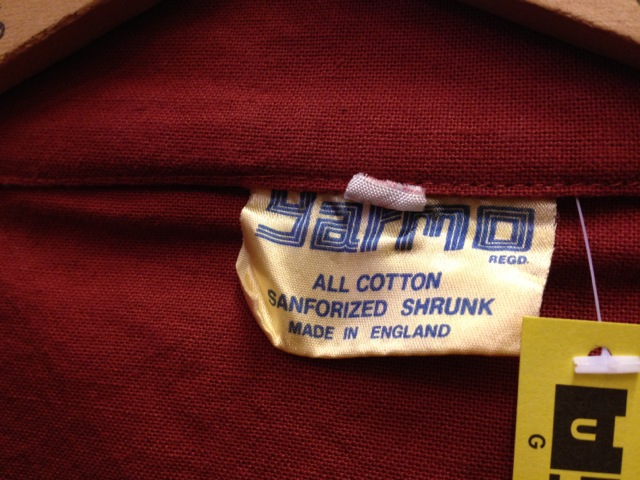 yarmo
REGD.
ALL COTTON
SANFORIZED SHRUNK
MADE IN ENGLAND
U
G